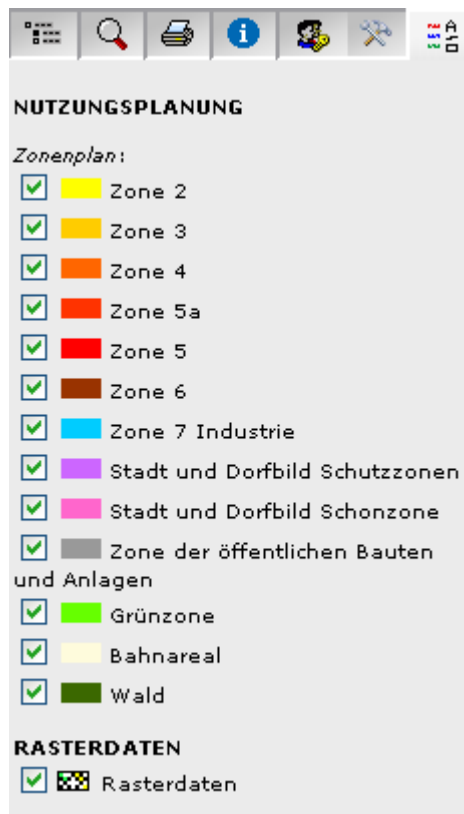 NUTZUNGSPLANUNG
Zonenplan:
Zone 2
Zone 3
Zone 4
Zone 5a
Zone 5
Zone 6
Zone 7 Industrie
Stadt und Dorfbild Schutzzonen
Stadt und Dorfbild Schonzone
Zone der öffentlichen Bauten
und Anlagen
Grünzone
Bahnareal
Wald
RASTERDATEN
Rasterdaten